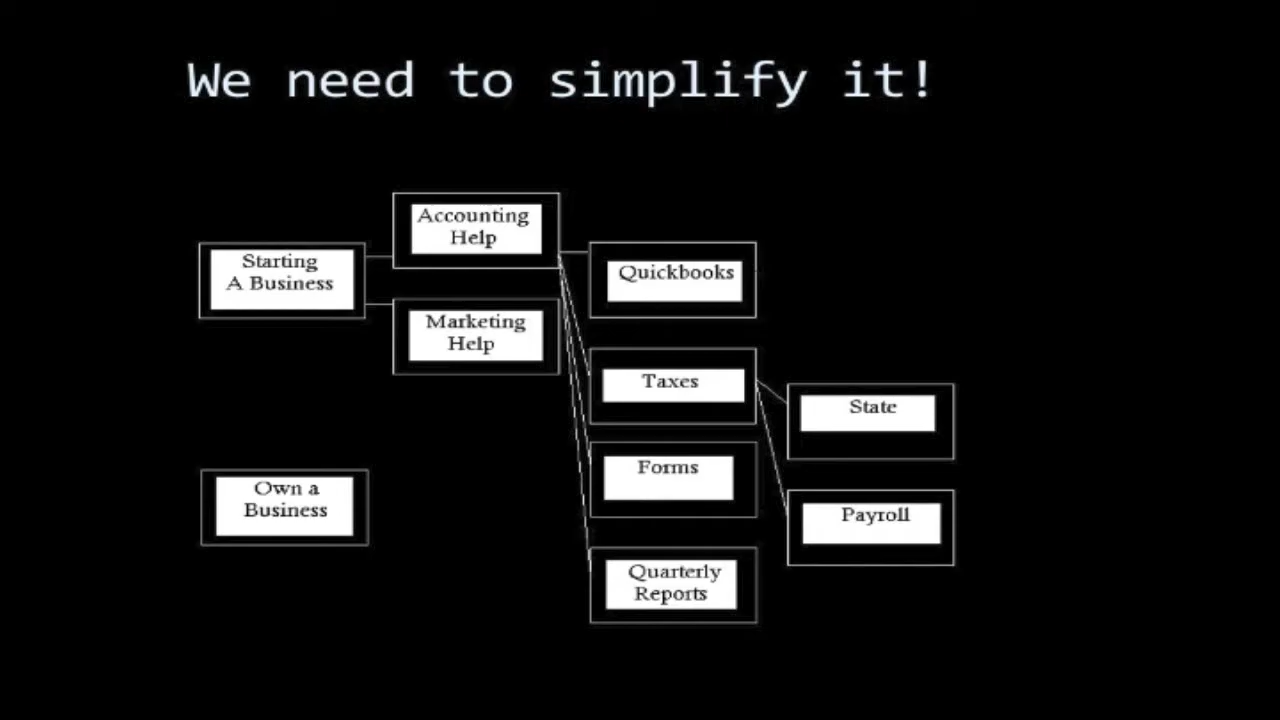 We need to simplify it!
Accounting
Help
Starting
A Business
Quickbooks
Marketing
Help
Taxes
State
Forms
Own a
Business
Payroll
Quarterly
Reports